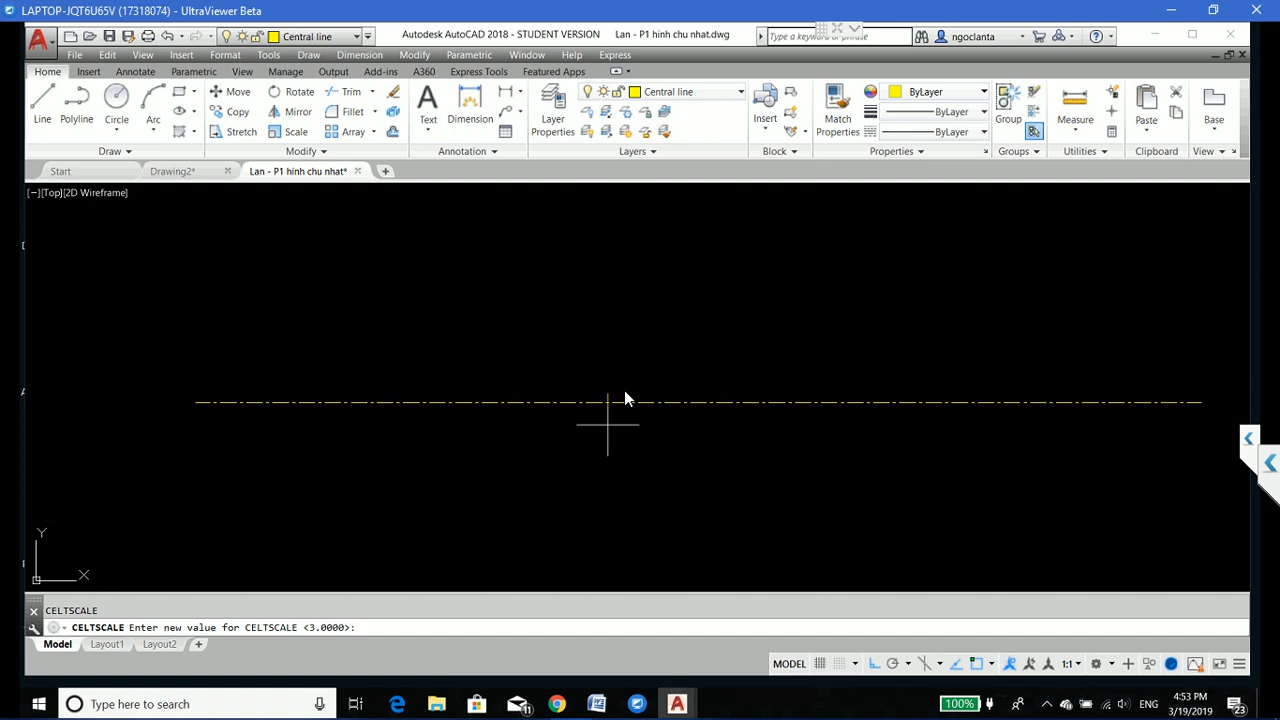 LAPTOP-JQT6U65V (17318074) - UltraViewer Beta
Central line
Autodesk AutoCAD 2018 - STUDENT VERSION
Lan - P1 hinh chu nhat.dwg
Type a keyword or phrase
ngoclanta
File Edit View Insert Format Tools Draw Dimension Modify Parametric Window Help Express
Home Insert Annotate Parametric View Manage Output Add-ins A360 Express Tools Featured Apps
Move Rotate Trim
Central line
ByLayer
Line Polyline Circle Arc
Copy Mirror Fillet
Text Dimension
Layer Properties
Insert
Match Properties
ByLayer
Group
Measure
Paste
Base
Stretch Scale Array
ByLayer
Draw Modify Annotation Layers Block Properties Groups Utilities Clipboard View
Start Drawing2* Lan - P1 hinh chu nhat*
[−][Top][2D Wireframe]
Y
X
CELTSCALE
CELTSCALE Enter new value for CELTSCALE <3.0000>:
Model Layout1 Layout2
MODEL
1:1
Type here to search
11
100%
ENG
4:53 PM
3/19/2019
23